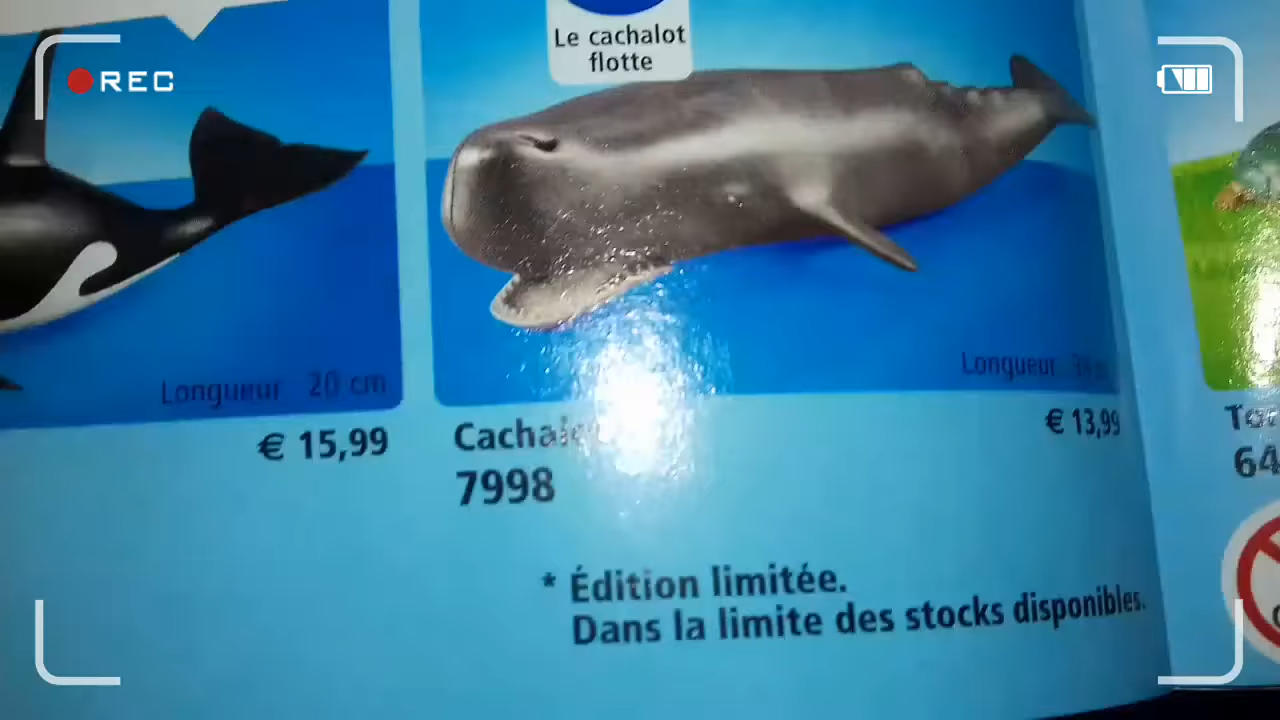 REC
Le cachalot
flotte
Longueur 20 cm
€ 15,99
Longueur
€ 13,99
7998
64
* Édition limitée.
Dans la limite des stocks disponibles.